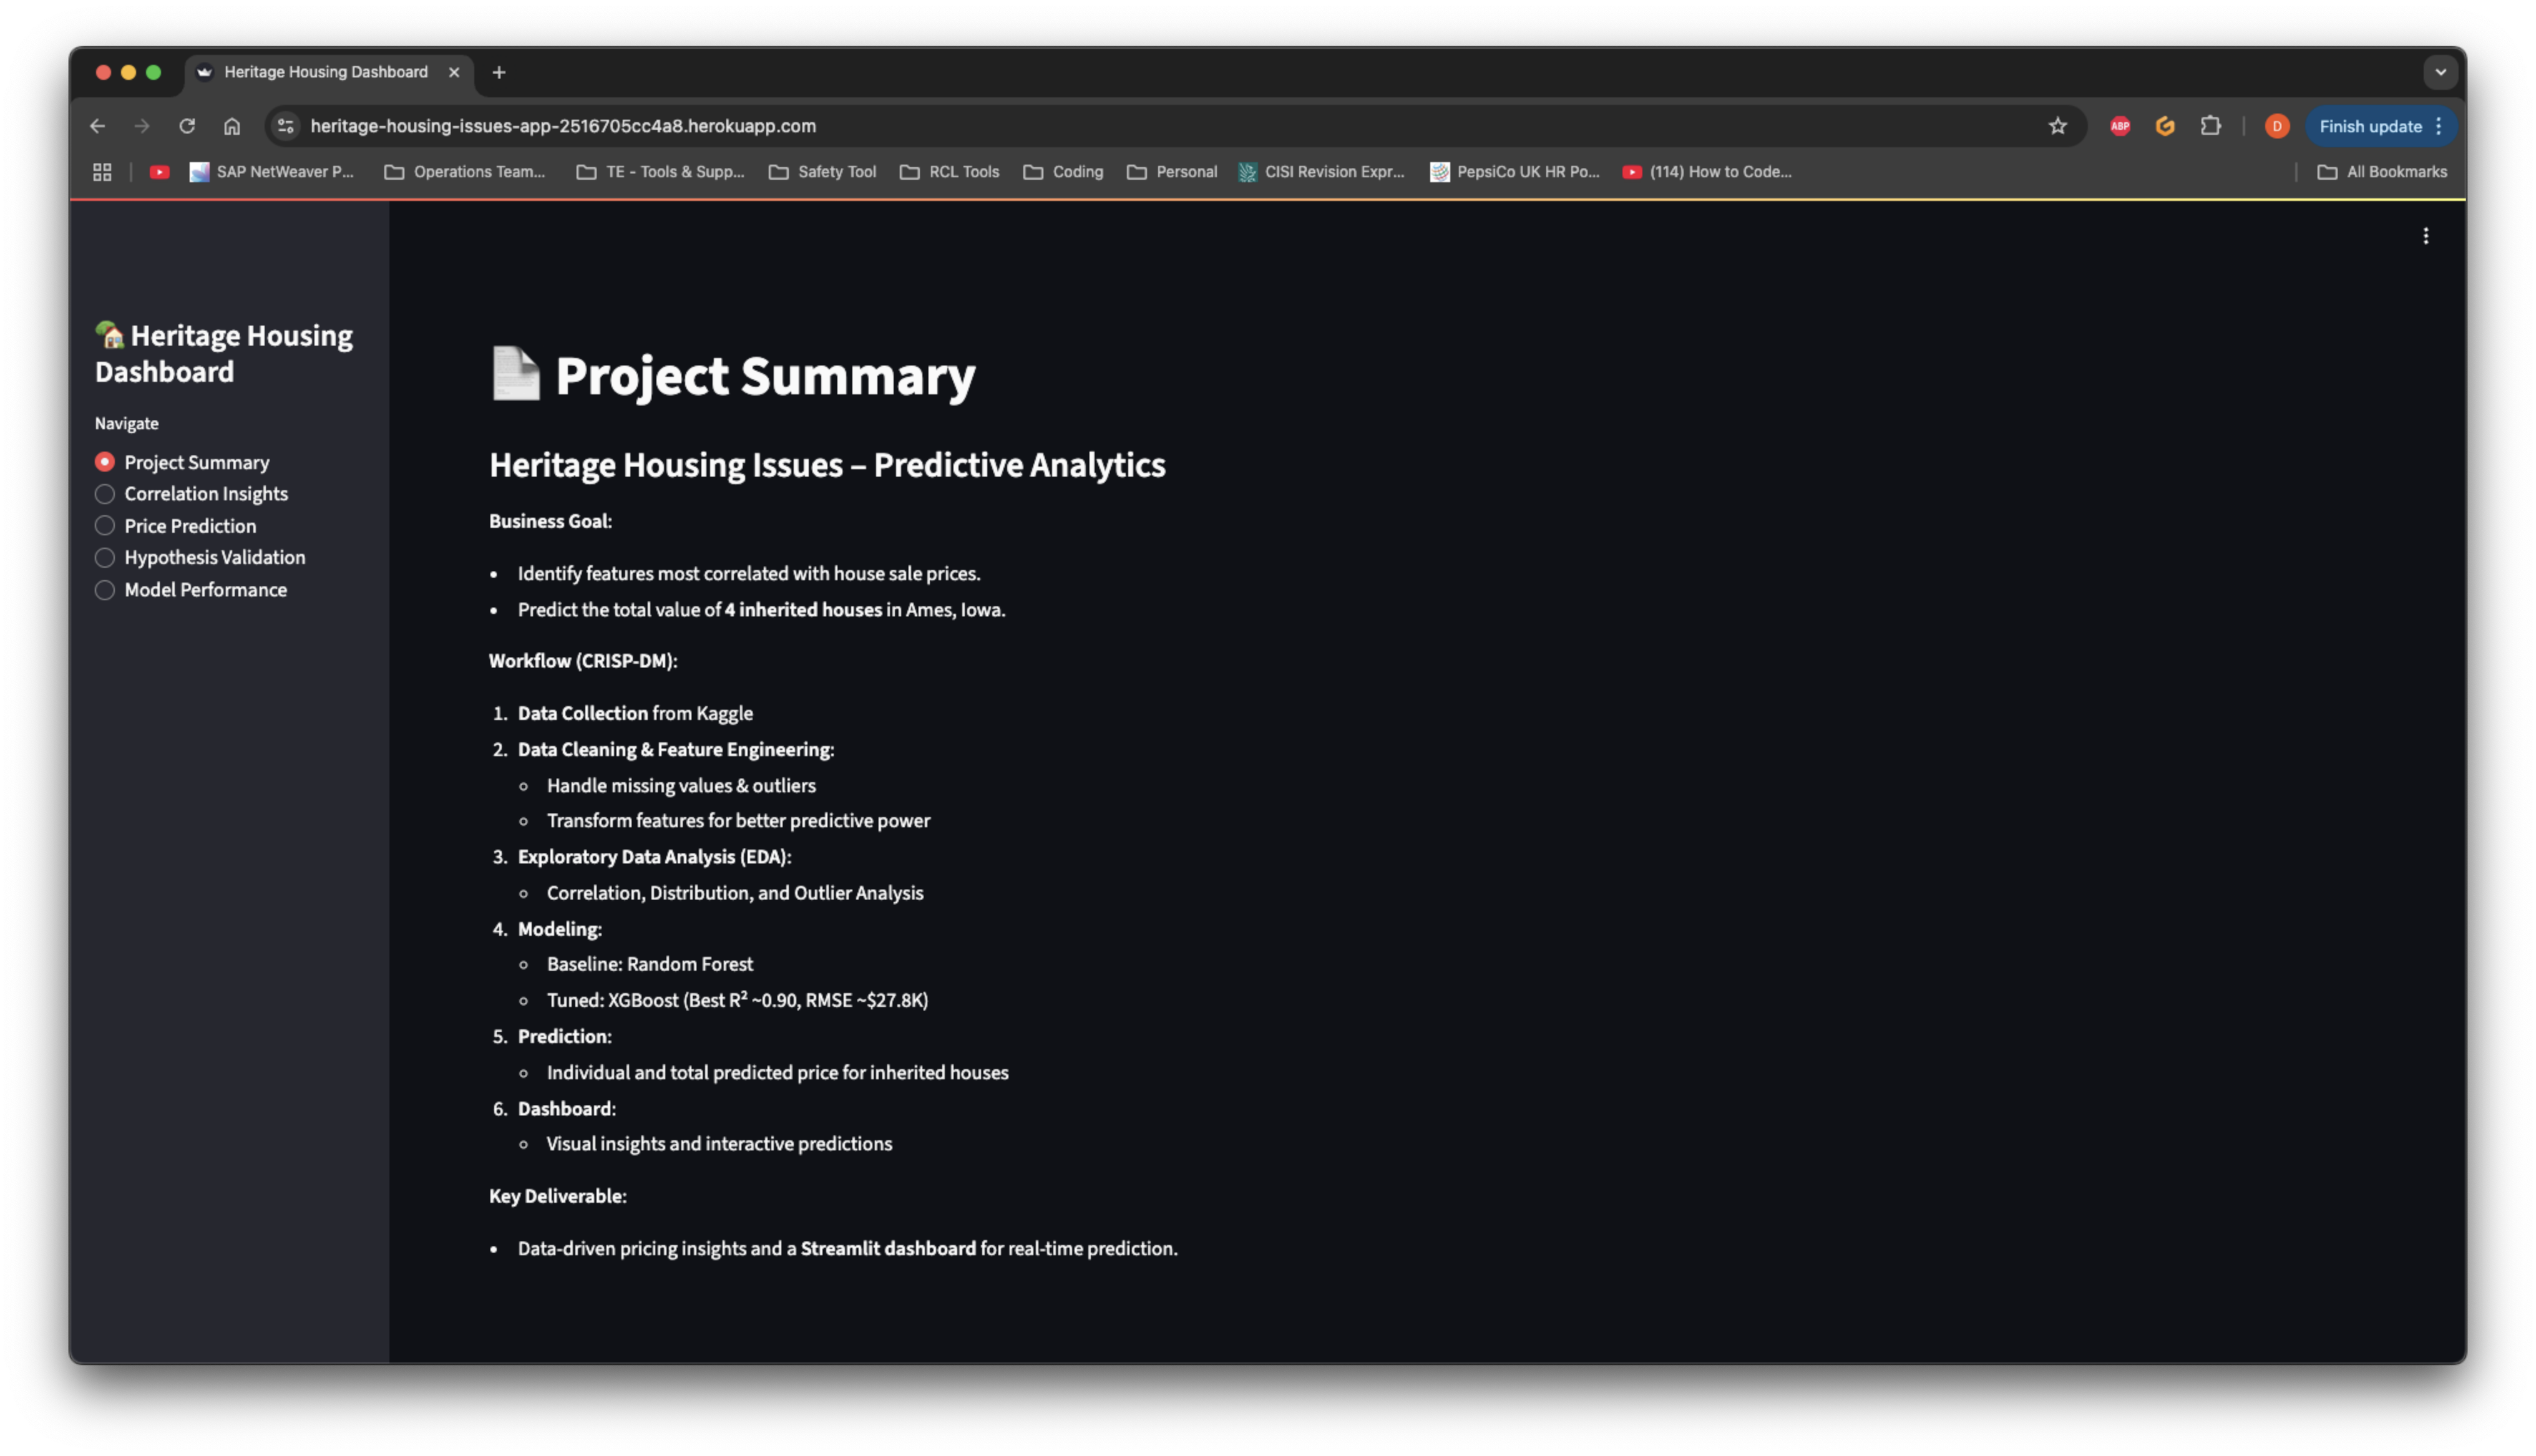 Heritage Housing Dashboard
heritage-housing-issues-app-2516705cc4a8.herokuapp.com
ABP
D
Finish update
SAP NetWeaver P...
Operations Team...
TE - Tools & Supp...
Safety Tool
RCL Tools
Coding
Personal
CISI Revision Expr...
PepsiCo UK HR Po...
(114) How to Code...
All Bookmarks
Heritage Housing
Dashboard
Navigate
Project Summary
Correlation Insights
Price Prediction
Hypothesis Validation
Model Performance
Project Summary
Heritage Housing Issues – Predictive Analytics
Business Goal:
• Identify features most correlated with house sale prices.
• Predict the total value of 4 inherited houses in Ames, Iowa.
Workflow (CRISP-DM):
1. Data Collection from Kaggle
2. Data Cleaning & Feature Engineering:
◦ Handle missing values & outliers
◦ Transform features for better predictive power
3. Exploratory Data Analysis (EDA):
◦ Correlation, Distribution, and Outlier Analysis
4. Modeling:
◦ Baseline: Random Forest
◦ Tuned: XGBoost (Best R² ~0.90, RMSE ~$27.8K)
5. Prediction:
◦ Individual and total predicted price for inherited houses
6. Dashboard:
◦ Visual insights and interactive predictions
Key Deliverable:
• Data-driven pricing insights and a Streamlit dashboard for real-time prediction.